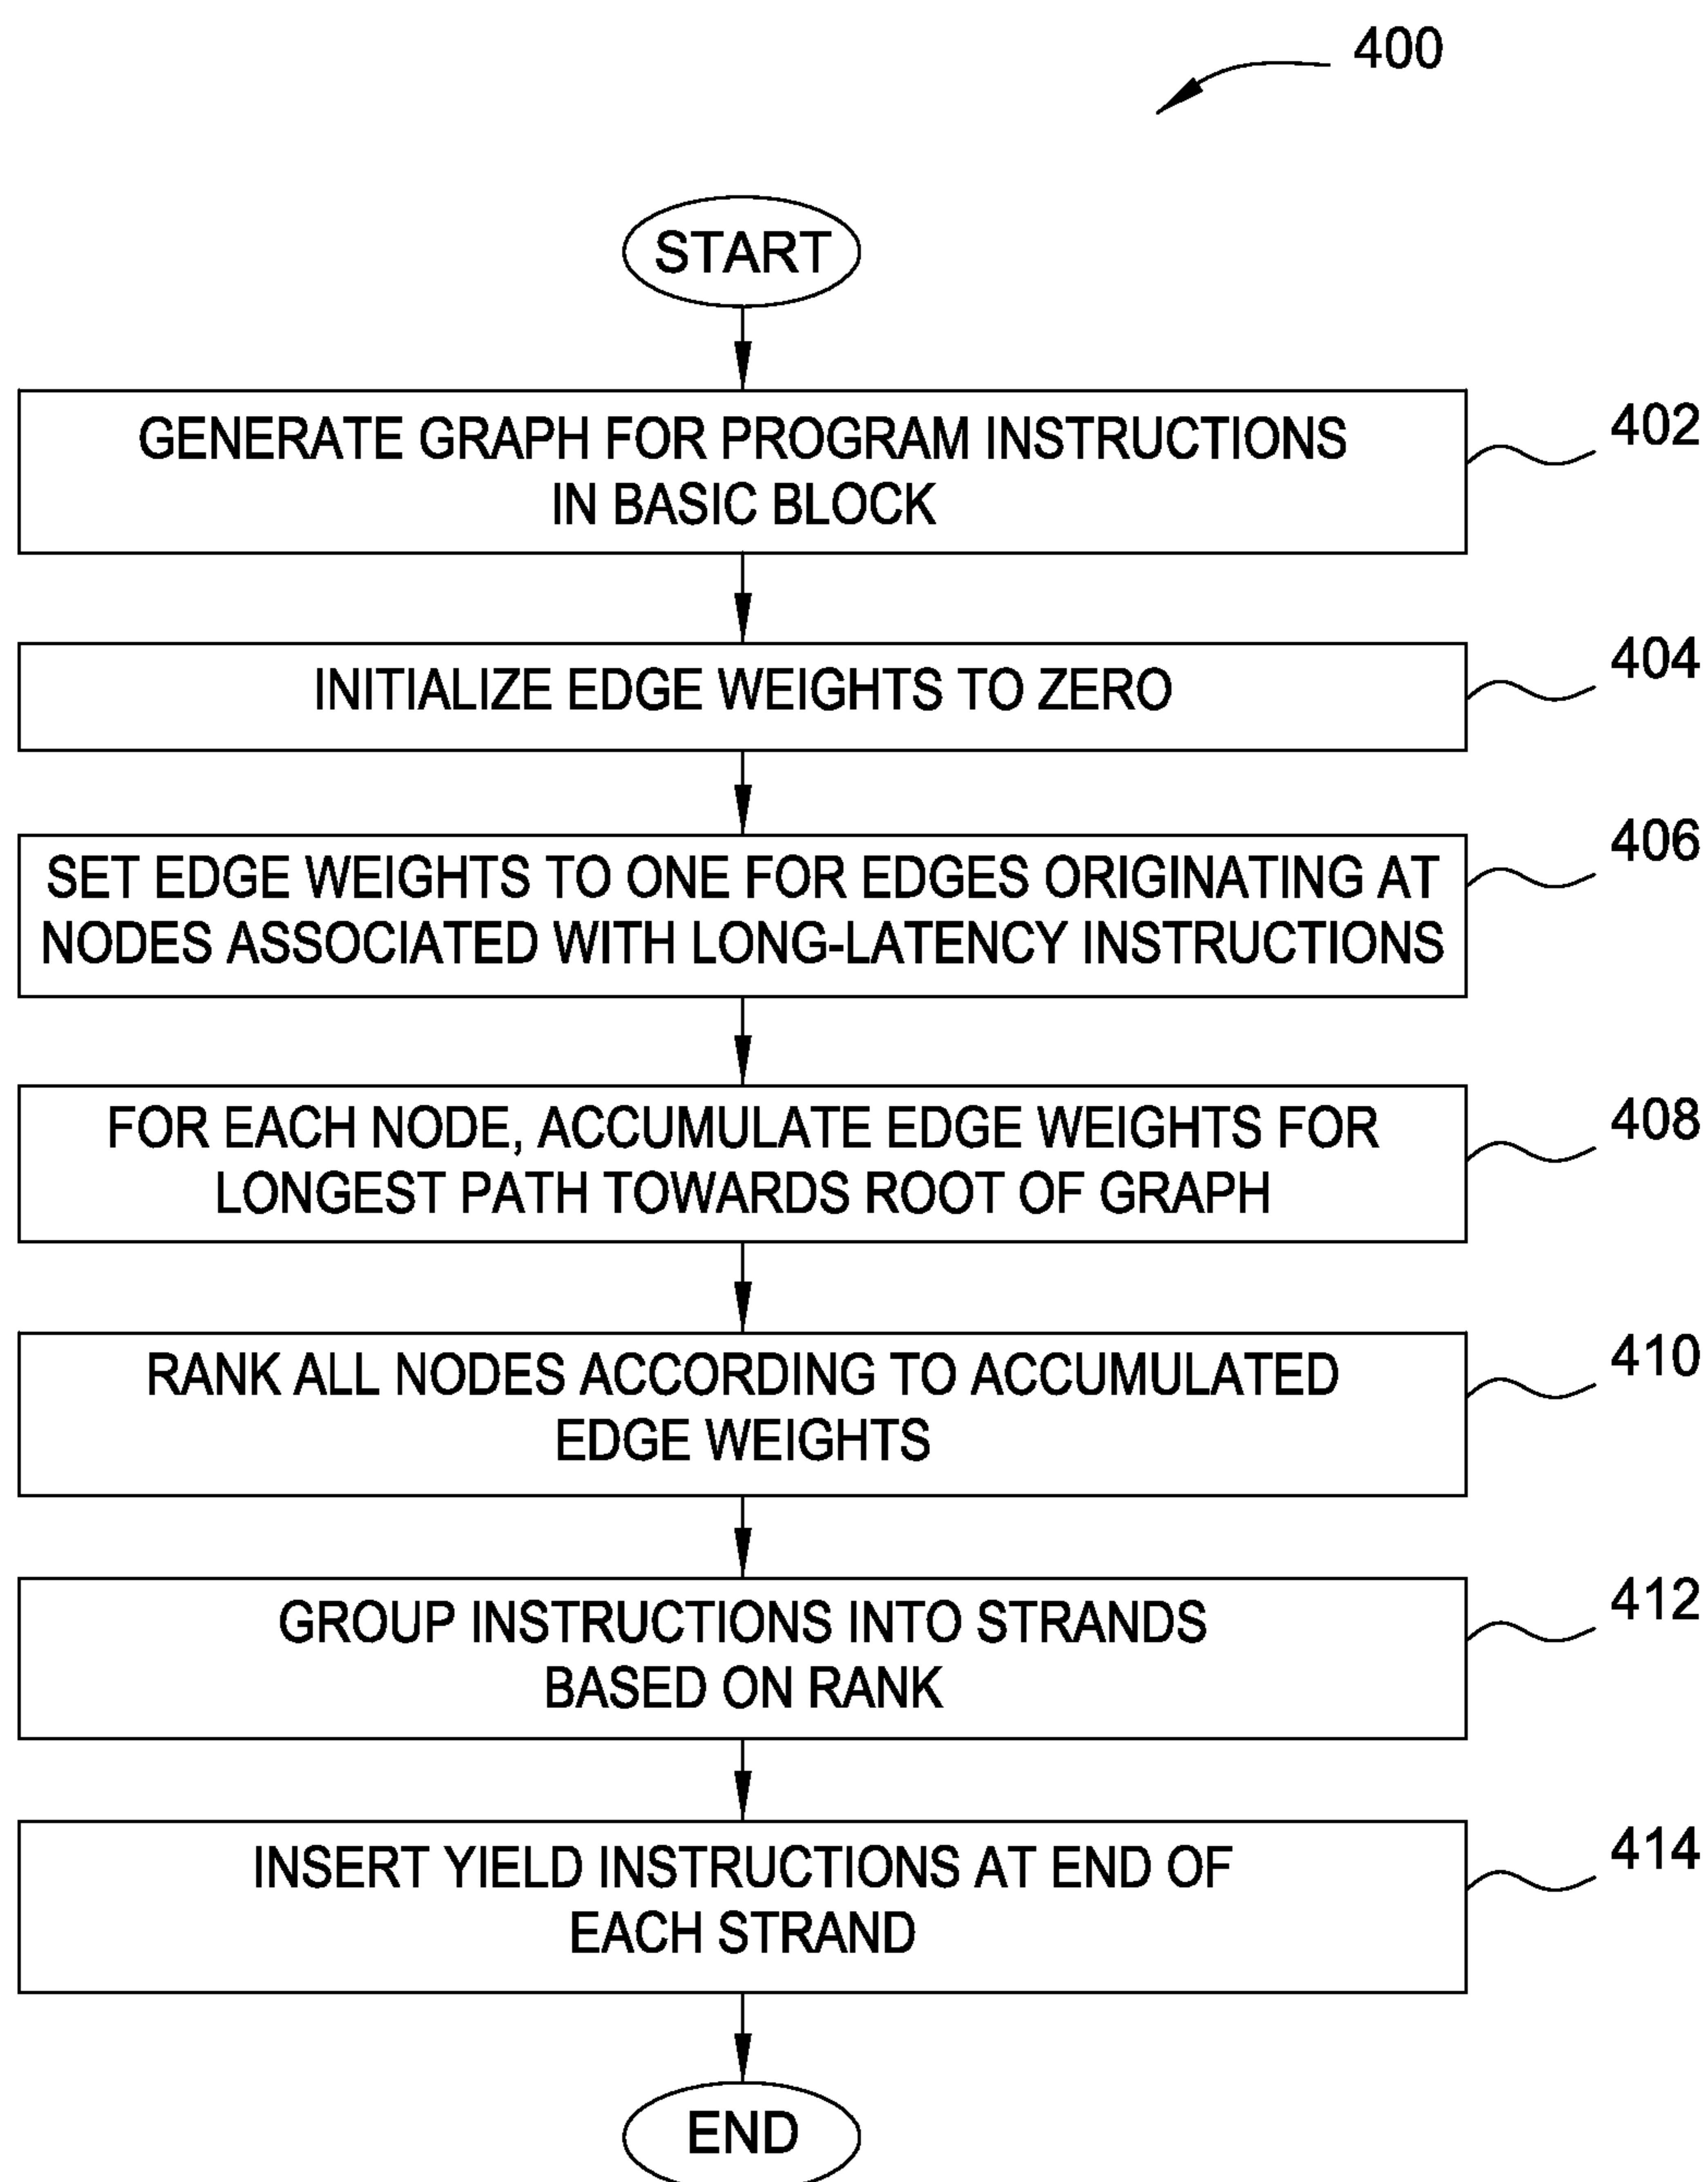 400
START
GENERATE GRAPH FOR PROGRAM INSTRUCTIONS
IN BASIC BLOCK
402
INITIALIZE EDGE WEIGHTS TO ZERO
404
SET EDGE WEIGHTS TO ONE FOR EDGES ORIGINATING AT
NODES ASSOCIATED WITH LONG-LATENCY INSTRUCTIONS
406
FOR EACH NODE, ACCUMULATE EDGE WEIGHTS FOR
LONGEST PATH TOWARDS ROOT OF GRAPH
408
RANK ALL NODES ACCORDING TO ACCUMULATED
EDGE WEIGHTS
410
GROUP INSTRUCTIONS INTO STRANDS
BASED ON RANK
412
INSERT YIELD INSTRUCTIONS AT END OF
EACH STRAND
414
END